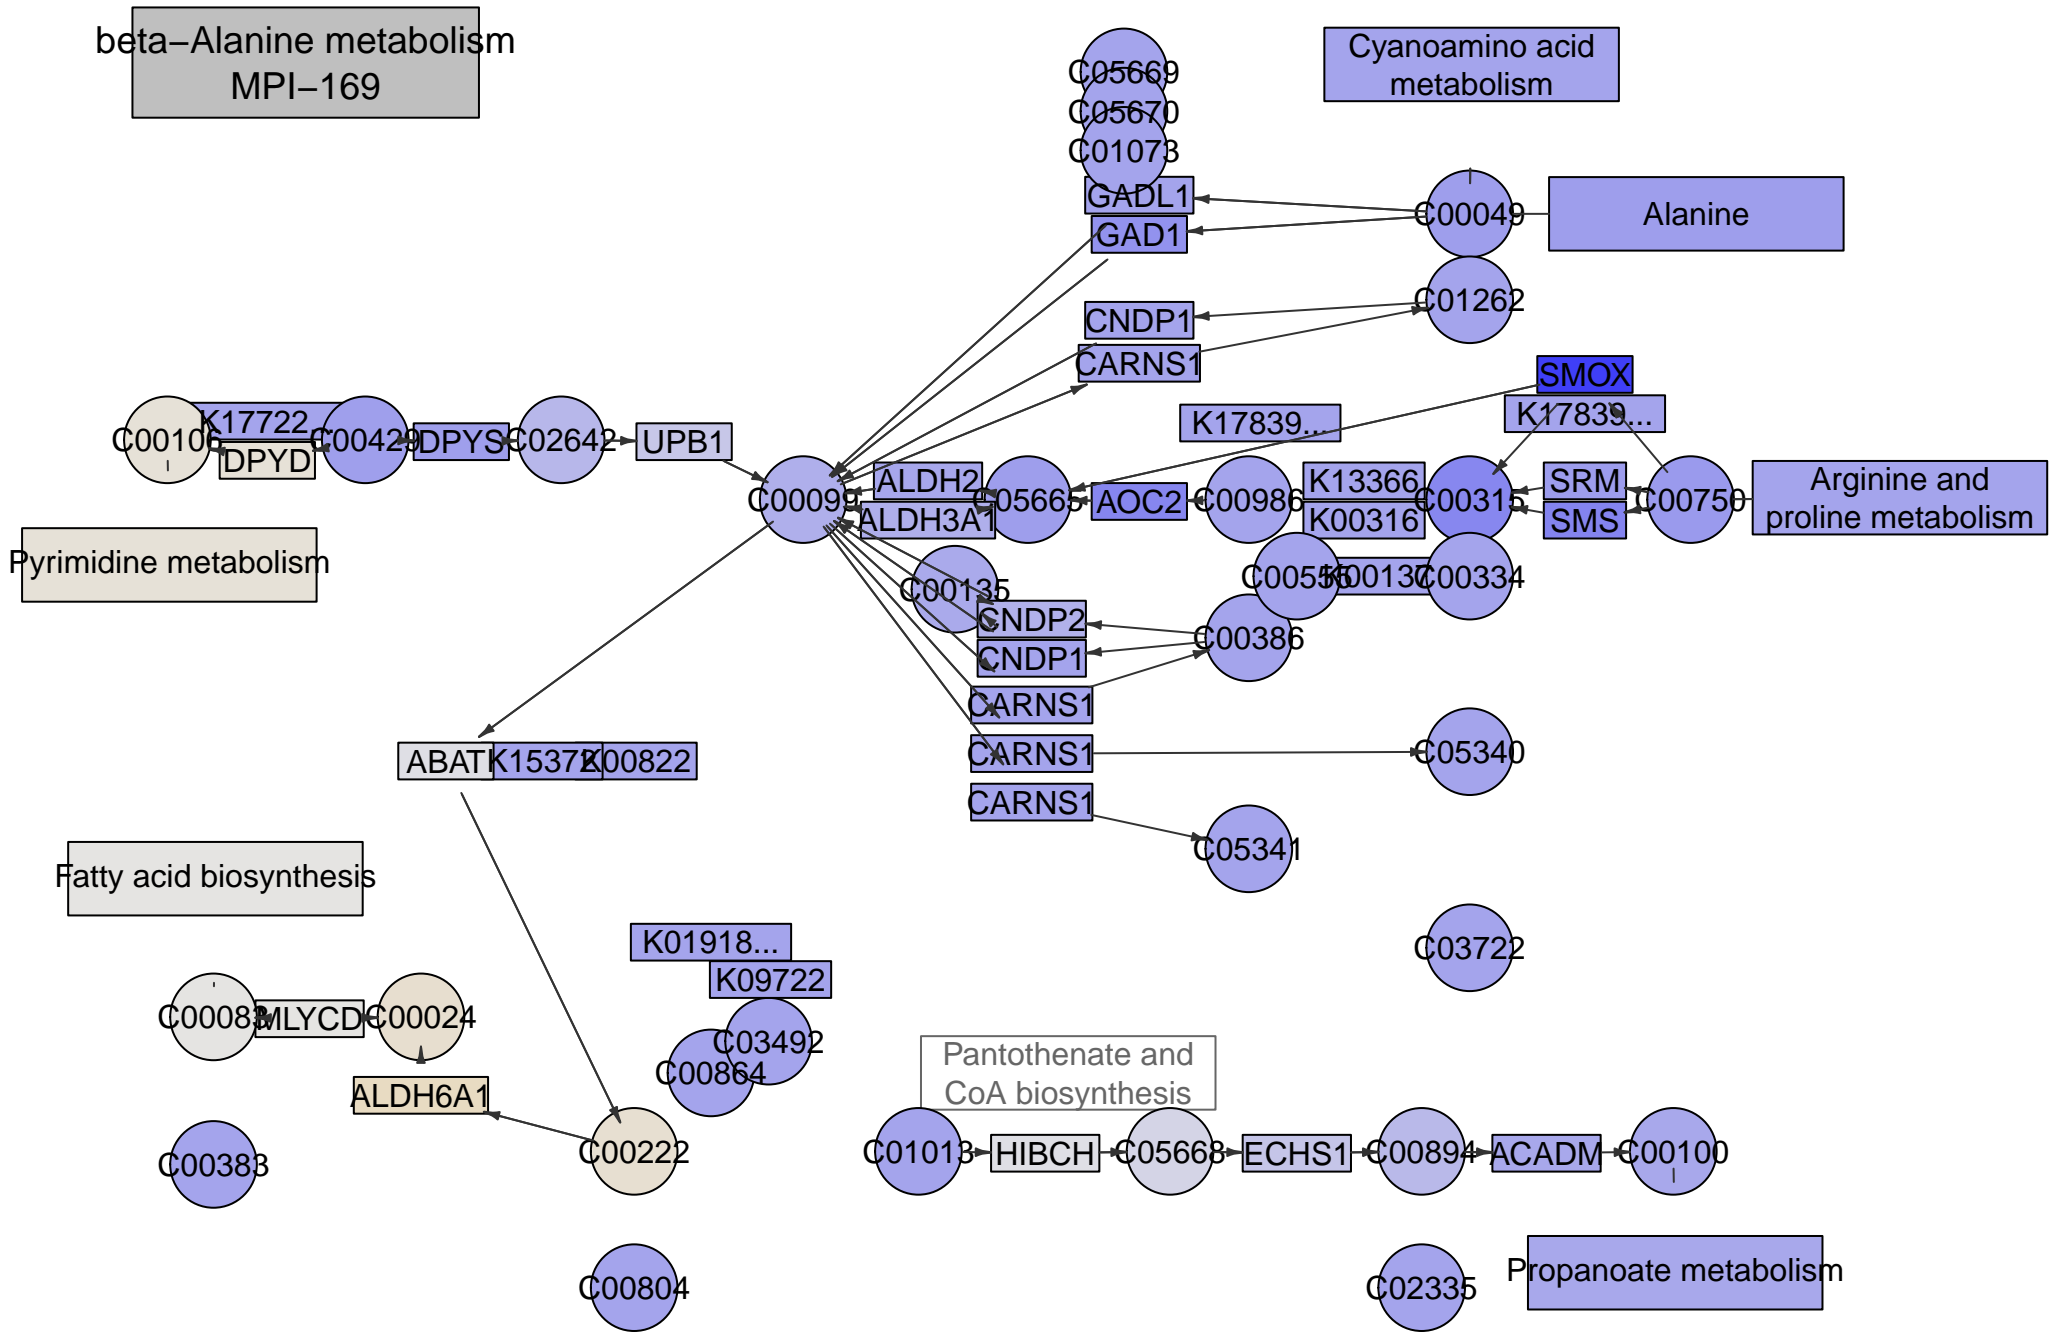 beta−Alanine metabolism
MPI−169
C05669
C05670
C01073
Cyanoamino acid
metabolism
GADL1
GAD1
C00049
Alanine
C01262
CNDP1
CARNS1
SMOX
K17839...
K17839...
C00106
K17722...
DPYD
C00429
DPYS
C02642
UPB1
C00099
ALDH2
ALDH3A1
C05665
AOC2
C00986
K13366
K00316
C00315
SRM
SMS
C00750
Arginine and
proline metabolism
Pyrimidine metabolism
C00135
C00555
K00137
C00334
CNDP2
CNDP1
C00386
CARNS1
CARNS1
CARNS1
C05340
C05341
ABAT
K15372
K00822
Fatty acid biosynthesis
K01918...
K09722
C03722
C00083
MLYCD
C00024
C03492
C00864
ALDH6A1
Pantothenate and
CoA biosynthesis
C00383
C00222
C01013
HIBCH
C05668
ECHS1
C00894
ACADM
C00100
C00804
C02335
Propanoate metabolism